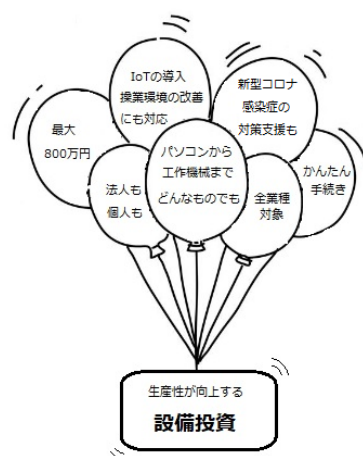 IoTの導入
操業環境の改善
にも対応
新型コロナ
感染症の
対策支援も
最大
800万円
パソコンから
工作機械まで
どんなものでも
かんたん
手続き
法人も
個人も
全業種
対象
生産性が向上する
設備投資